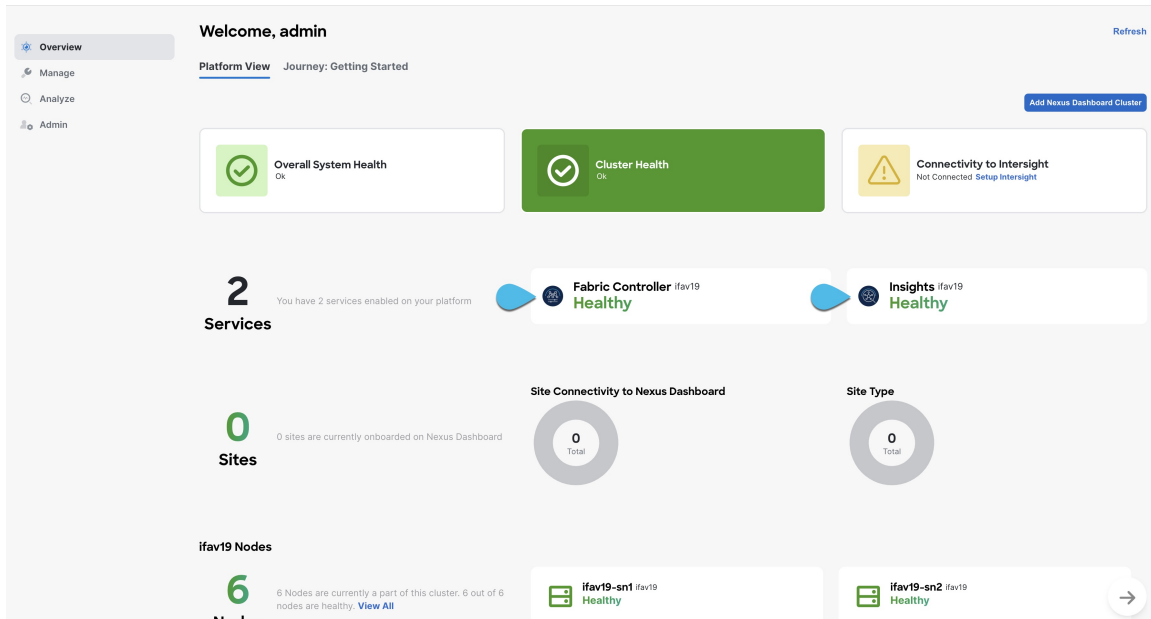 Welcome, admin
Refresh
Overview
Manage
Analyze
Admin
Platform View
Journey: Getting Started
Add Nexus Dashboard Cluster
Overall System Health
Ok
Cluster Health
Ok
Connectivity to Intersight
Not Connected Setup Intersight
2
Services
You have 2 services enabled on your platform
Fabric Controller ifav19
Healthy
Insights ifav19
Healthy
0
Sites
0 sites are currently onboarded on Nexus Dashboard
Site Connectivity to Nexus Dashboard
0
Total
Site Type
0
Total
ifav19 Nodes
6
6 Nodes are currently a part of this cluster. 6 out of 6
nodes are healthy. View All
ifav19-sn1 ifav19
Healthy
ifav19-sn2 ifav19
Healthy